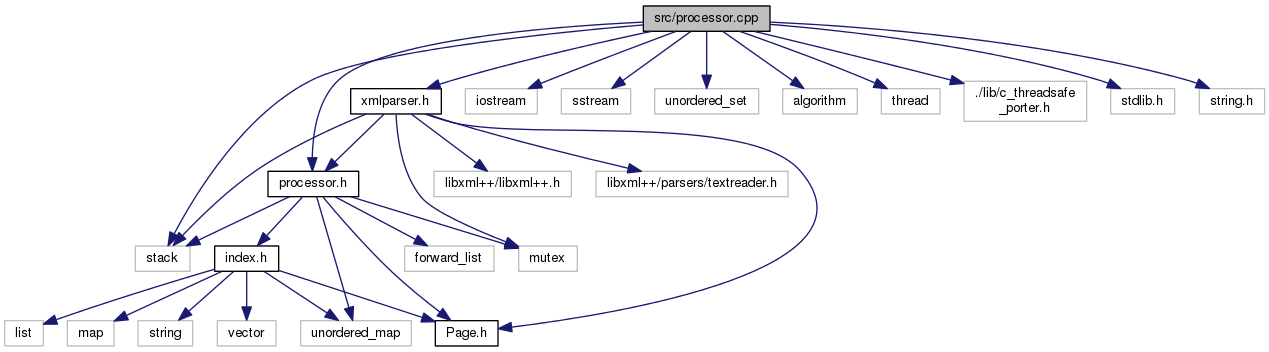 src/processor.cpp
xmlparser.h
iostream
sstream
unordered_set
algorithm
thread
./lib/c_threadsafe
_porter.h
stdlib.h
string.h
processor.h
libxml++/libxml++.h
libxml++/parsers/textreader.h
stack
index.h
forward_list
mutex
list
map
string
vector
unordered_map
Page.h